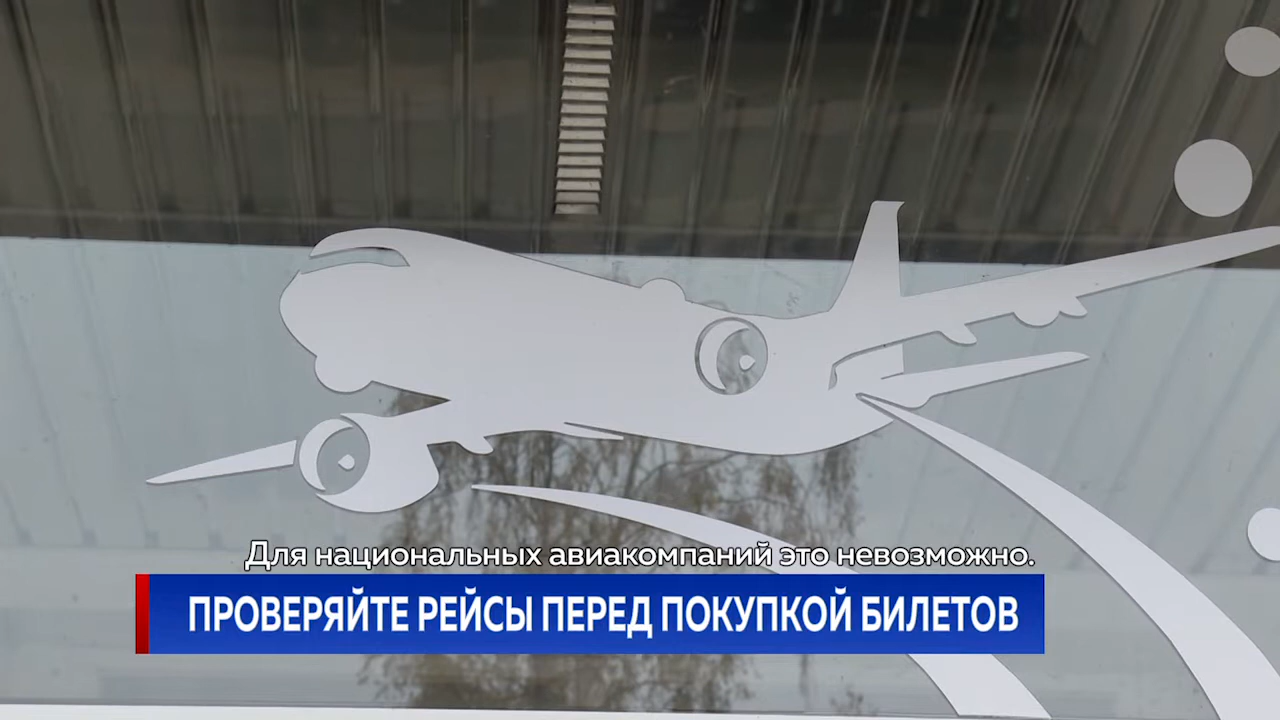 Для национальных авиакомпаний это невозможно.
ПРОВЕРЯЙТЕ РЕЙСЫ ПЕРЕД ПОКУПКОЙ БИЛЕТОВ